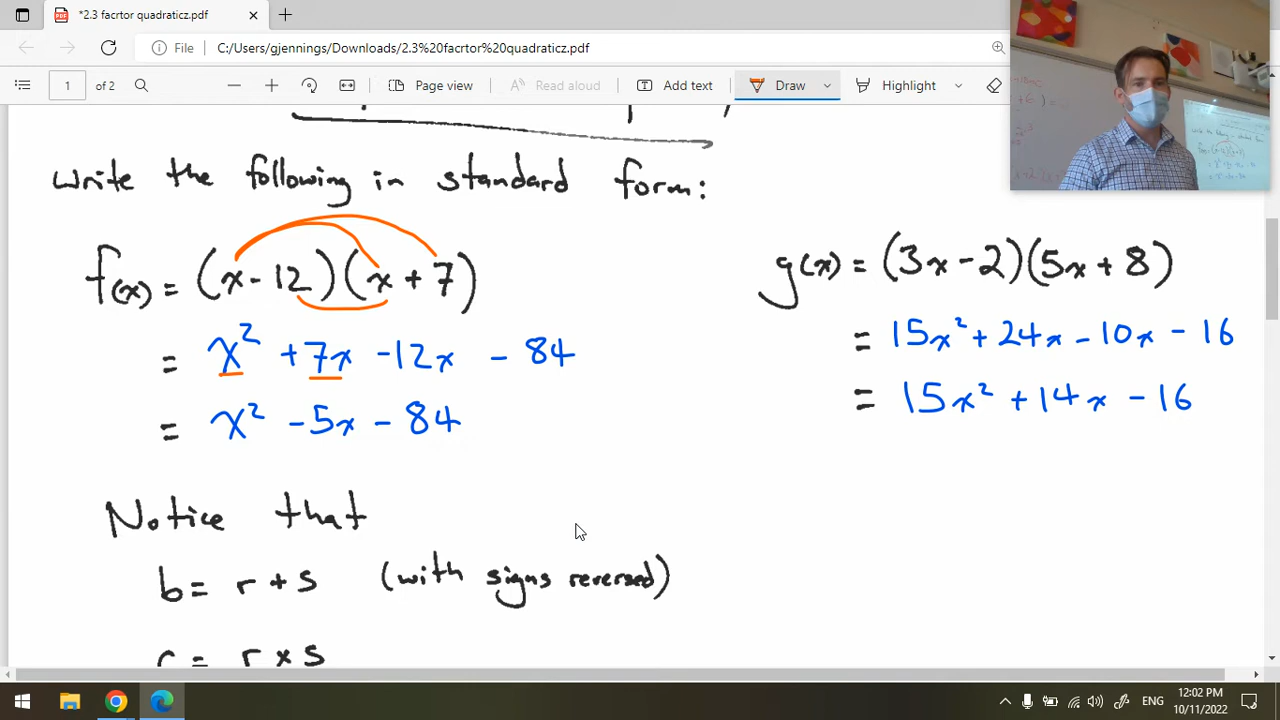 *2.3 facrtor quadraticz.pdf
File C:/Users/gjennings/Downloads/2.3%20facrtor%20quadraticz.pdf
1 of 2 Page view Read aloud Add text Draw Highlight
Write the following in standard form:
f(x) = (x - 12)(x + 7)
= x² + 7x - 12x - 84
= x² - 5x - 84
g(x) = (3x - 2)(5x + 8)
= 15x² + 24x - 10x - 16
= 15x² + 14x - 16
Notice that
b = r + s (with signs reversed)
c = r × s
ENG
12:02 PM
10/11/2022